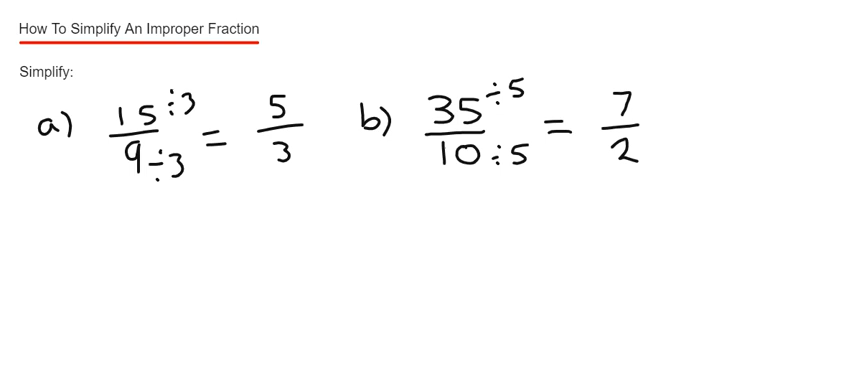 How To Simplify An Improper Fraction
Simplify:
a) 15÷3/9÷3 = 5/3 b) 35÷5/10÷5 = 7/2